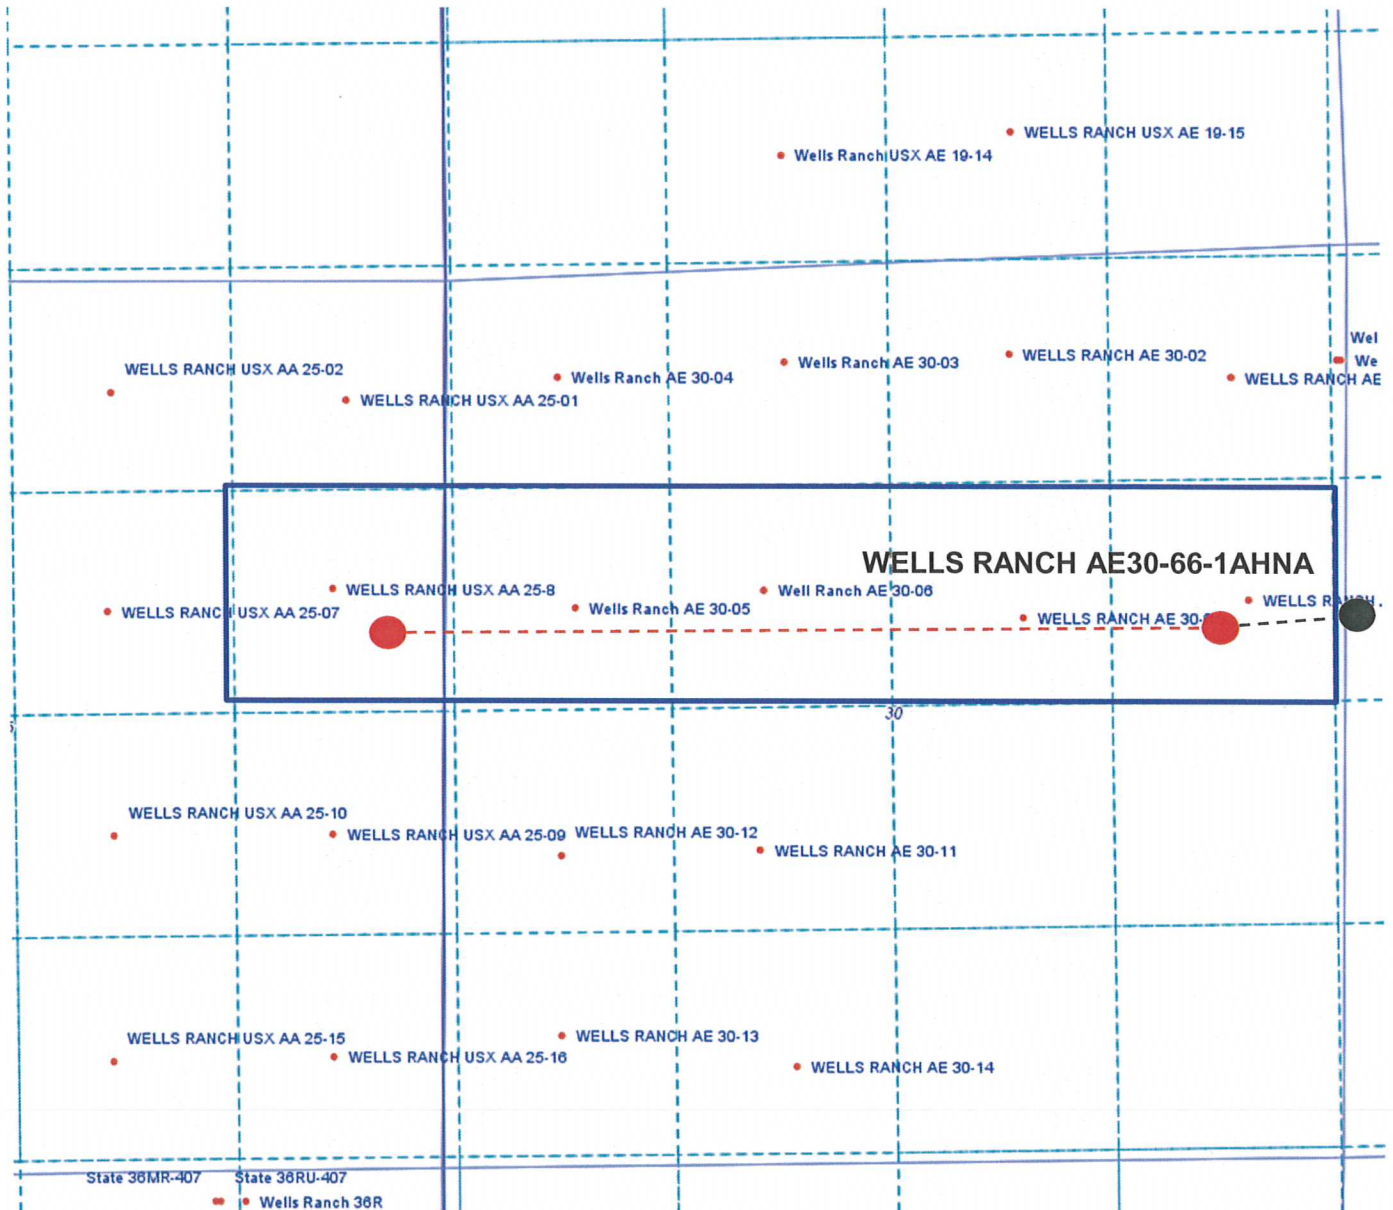 WELLS RANCH USX AE 19-15
Wells Ranch USX AE 19-14
Wel
We
WELLS RANCH USX AA 25-02
Wells Ranch AE 30-04
Wells Ranch AE 30-03
WELLS RANCH AE 30-02
WELLS RANCH AE
WELLS RANCH USX AA 25-01
WELLS RANCH AE30-66-1AHNA
WELLS RANCH USX AA 25-8
Well Ranch AE 30-06
WELLS RANCH
WELLS RANCH USX AA 25-07
Wells Ranch AE 30-05
WELLS RANCH AE 30-
30
WELLS RANCH USX AA 25-10
WELLS RANCH USX AA 25-09
WELLS RANCH AE 30-12
WELLS RANCH AE 30-11
WELLS RANCH USX AA 25-15
WELLS RANCH USX AA 25-16
WELLS RANCH AE 30-13
WELLS RANCH AE 30-14
State 36MR-407
State 36RU-407
Wells Ranch 36R